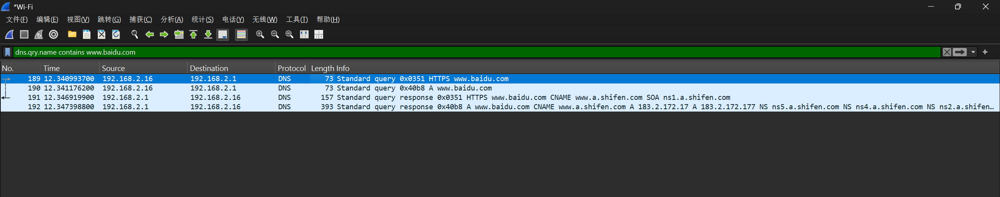 *Wi-Fi
文件(F) 编辑(E) 视图(V) 跳转(G) 捕获(C) 分析(A) 统计(S) 电话(Y) 无线(W) 工具(T) 帮助(H)
dns.qry.name contains www.baidu.com
No. Time Source Destination Protocol Length Info
189 12.340993700 192.168.2.16 192.168.2.1 DNS 73 Standard query 0x0351 HTTPS www.baidu.com
190 12.341176200 192.168.2.16 192.168.2.1 DNS 73 Standard query 0x40b8 A www.baidu.com
191 12.346919900 192.168.2.1 192.168.2.16 DNS 157 Standard query response 0x0351 HTTPS www.baidu.com CNAME www.a.shifen.com SOA ns1.a.shifen.com
192 12.347398800 192.168.2.1 192.168.2.16 DNS 393 Standard query response 0x40b8 A www.baidu.com CNAME www.a.shifen.com A 183.2.172.17 A 183.2.172.177 NS ns5.a.shifen.com NS ns4.a.shifen.com NS ns2.a.shifen…